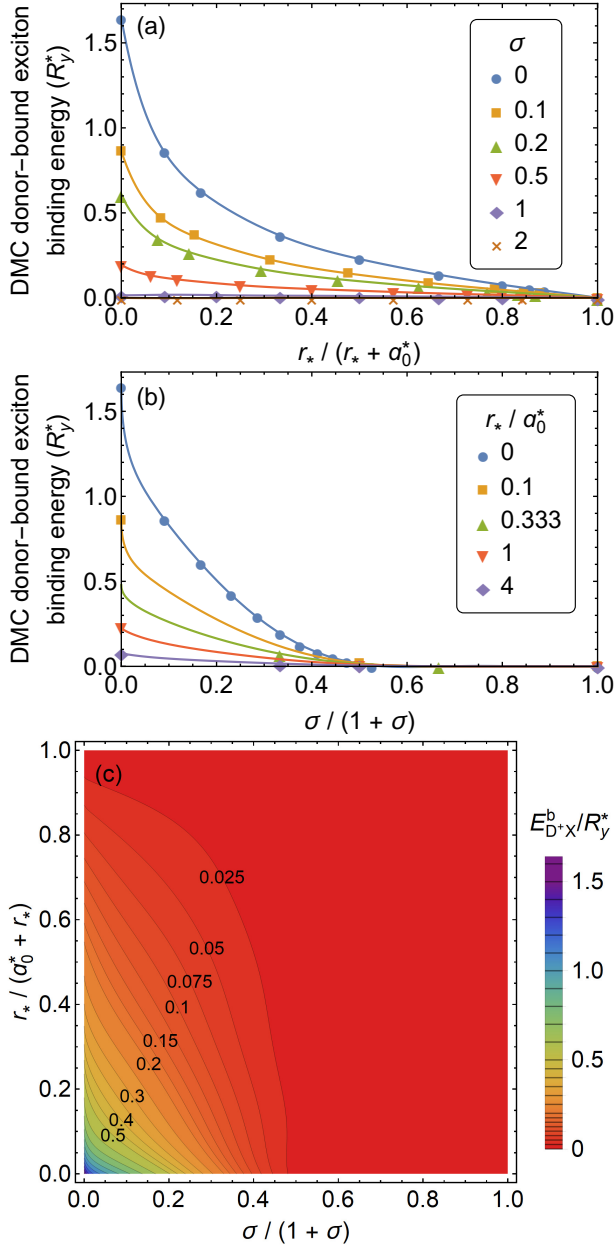 (a)
DMC donor−bound exciton
binding energy (R*y)
1.5
1.0
0.5
0.0
σ
0
0.1
0.2
0.5
1
2
0.0 0.2 0.4 0.6 0.8 1.0
r* / (r* + a*0)
(b)
DMC donor−bound exciton
binding energy (R*y)
1.5
1.0
0.5
0.0
r* / a*0
0
0.1
0.333
1
4
0.0 0.2 0.4 0.6 0.8 1.0
σ / (1 + σ)
(c)
r* / (a*0 + r*)
1.0
0.8
0.6
0.4
0.2
0.0
0.025
0.05
0.075
0.1
0.15
0.2
0.3
0.4
0.5
0.0 0.2 0.4 0.6 0.8 1.0
σ / (1 + σ)
E^b_D+X/R*y
1.5
1.0
0.5
0